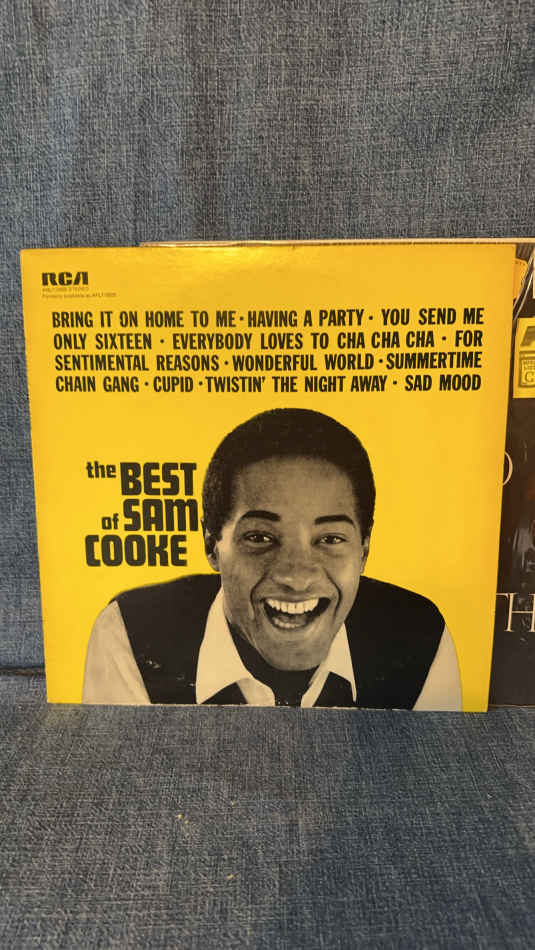 RCA
BRING IT ON HOME TO ME • HAVING A PARTY • YOU SEND ME
ONLY SIXTEEN • EVERYBODY LOVES TO CHA CHA CHA • FOR
SENTIMENTAL REASONS • WONDERFUL WORLD • SUMMERTIME
CHAIN GANG • CUPID • TWISTIN' THE NIGHT AWAY • SAD MOOD
the BEST
of SAM
COOKE